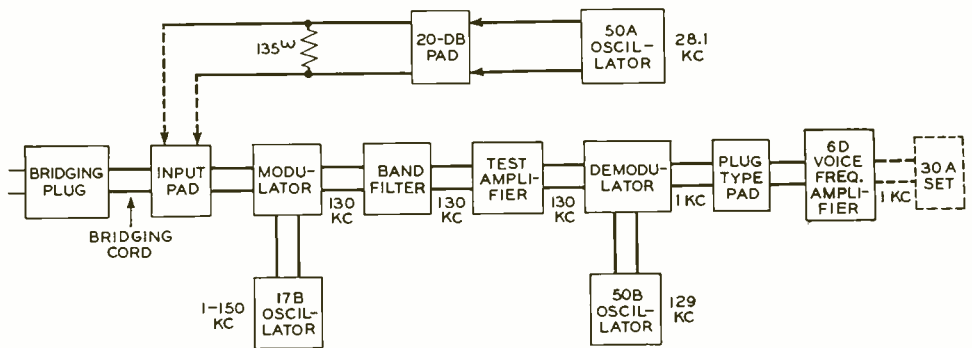 135ω
20-DB
PAD
50A
OSCIL-
LATOR
28.1
KC
BRIDGING
PLUG
INPUT
PAD
MODU-
LATOR
BAND
FILTER
TEST
AMPLI-
FIER
DEMODU-
LATOR
PLUG
TYPE
PAD
6D
VOICE
FREQ.
AMPLI-
FIER
30 A
SET
130
KC
130
KC
130
KC
1 KC
1 KC
BRIDGING
CORD
1-150
KC
17B
OSCIL-
LATOR
50B
OSCIL-
LATOR
129
KC